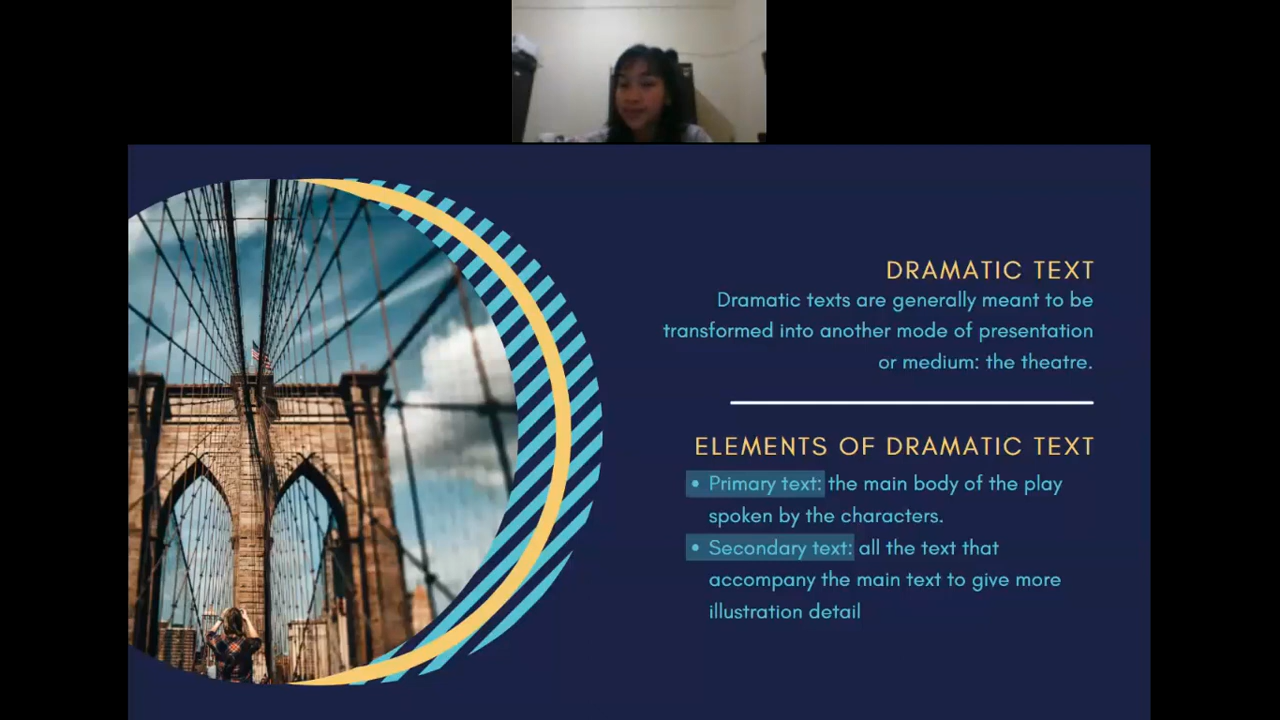 DRAMATIC TEXT
Dramatic texts are generally meant to be
transformed into another mode of presentation
or medium: the theatre.
ELEMENTS OF DRAMATIC TEXT
• Primary text: the main body of the play
spoken by the characters.
• Secondary text: all the text that
accompany the main text to give more
illustration detail